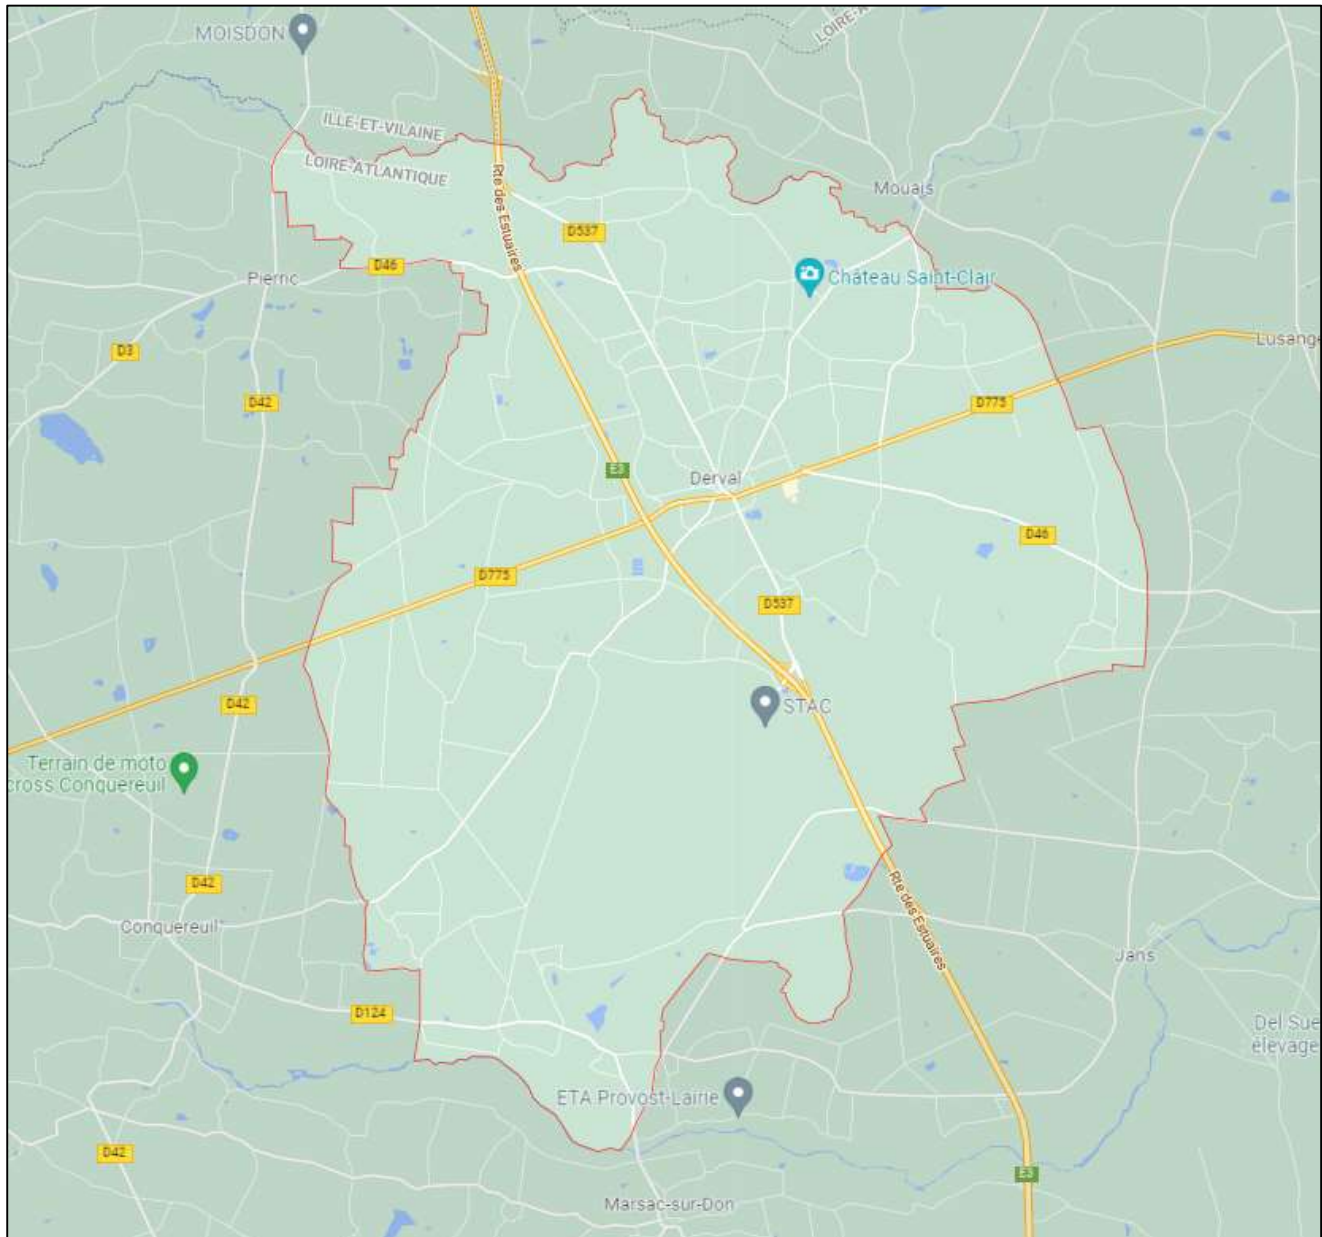 MOISDON
LOIRE-A
ILLE-ET-VILAINE
LOIRE-ATLANTIQUE
Rte des Estuaires
Mouais
D537
Château Saint-Clair
Pierric
D46
D3
Lusange
D42
D775
E3
Derval
D46
D775
D537
D42
STAC
Terrain de moto
cross Conquereuil
D42
Rte des Estuaires
Conquereuil
Jans
D124
Del Sue
élevage
ETA Provost-Lairie
D42
E3
Marsac-sur-Don